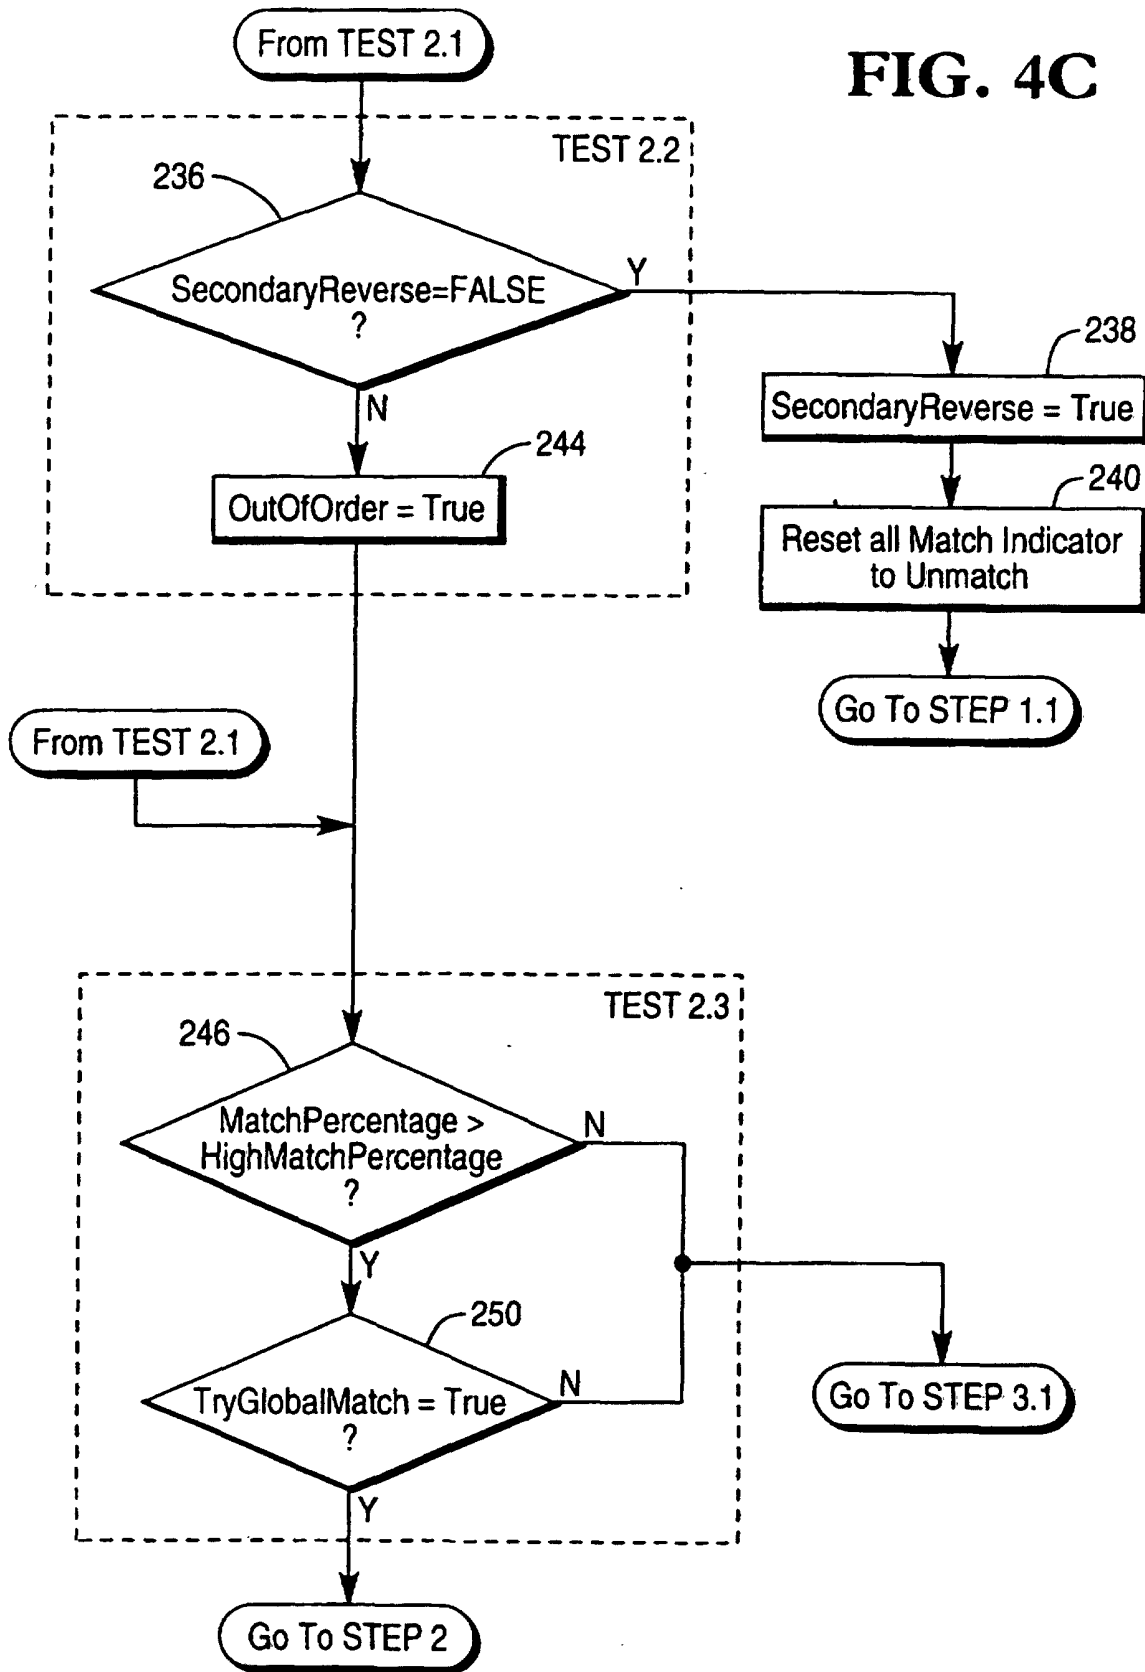 From TEST 2.1
FIG. 4C
TEST 2.2
236
SecondaryReverse=FALSE
?
Y
N
238
SecondaryReverse = True
244
OutOfOrder = True
240
Reset all Match Indicator
to Unmatch
Go To STEP 1.1
From TEST 2.1
TEST 2.3
246
MatchPercentage >
HighMatchPercentage
?
N
Y
250
TryGlobalMatch = True
?
N
Y
Go To STEP 3.1
Go To STEP 2